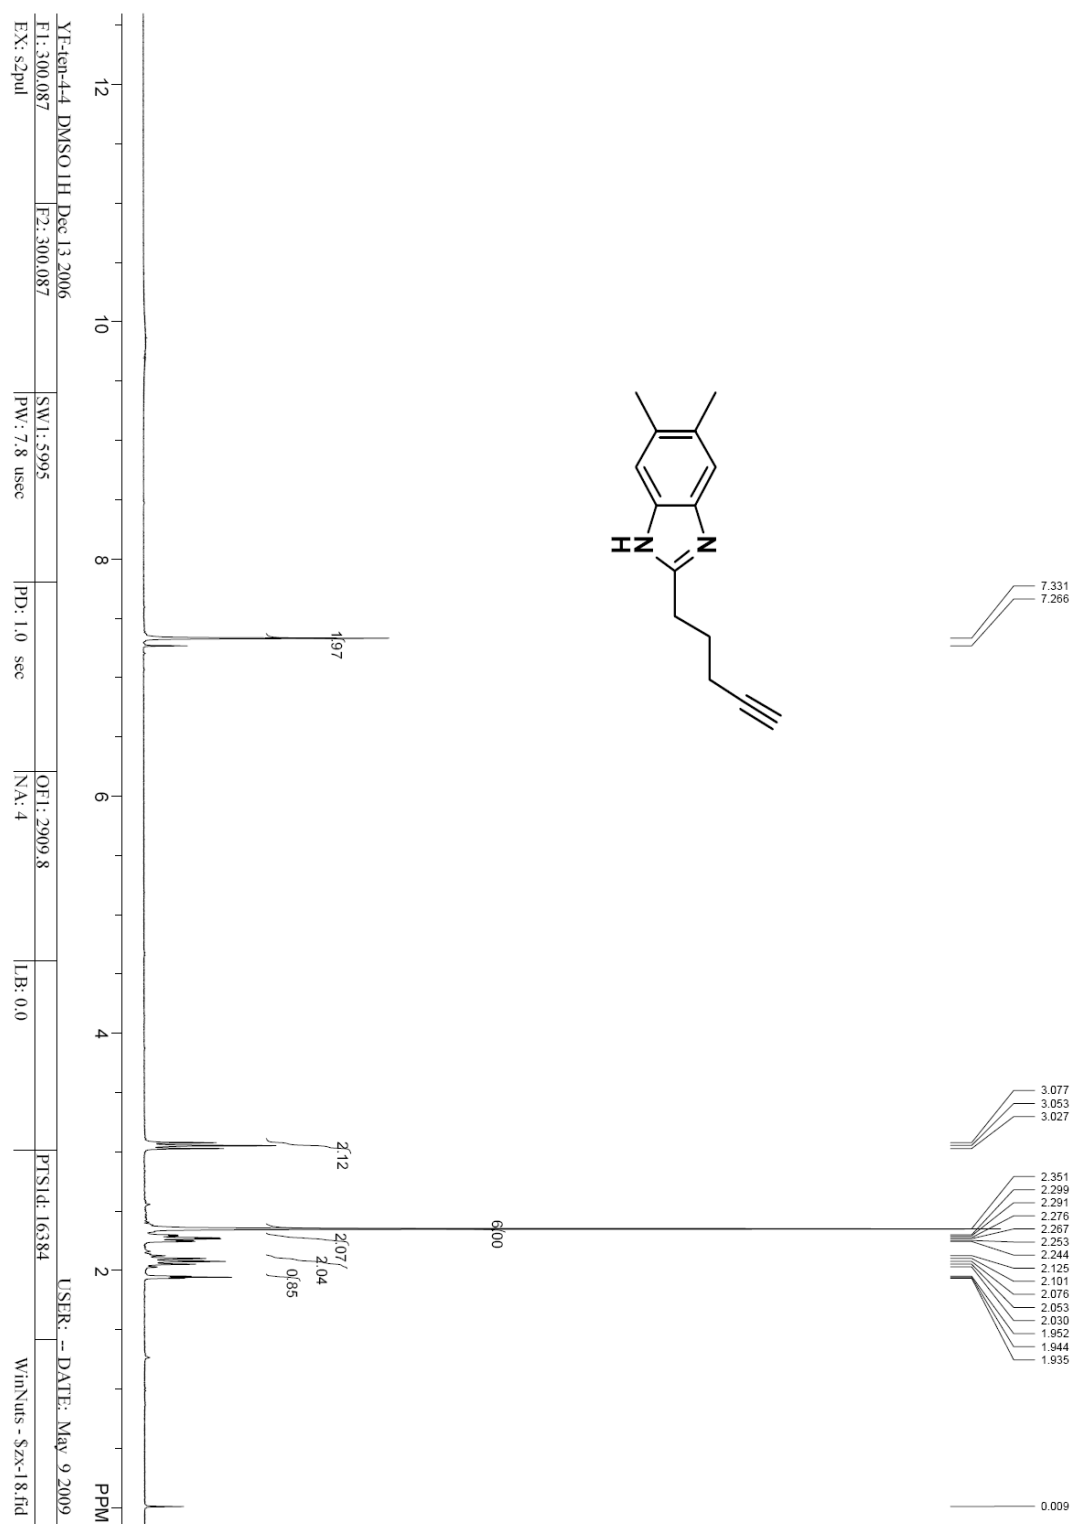 7.331
7.266
3.077
3.053
3.027
2.351
2.299
2.291
2.276
2.267
2.253
2.244
2.125
2.101
2.076
2.053
2.030
1.952
1.944
1.935
0.009
N
N
H
1.97
2.12
6.00
2.07
2.04
0.85
12
10
8
6
4
2
PPM
YF-ten-4-4 DMSO 1H Dec 13 2006
USER: -- DATE: May 9 2009
F1: 300.087
F2: 300.087
SW1: 5995
OF1: 2909.8
PTS1d: 16384
EX: s2pul
PW: 7.8 usec
PD: 1.0 sec
NA: 4
LB: 0.0
WinNuts - $zx-18.fid